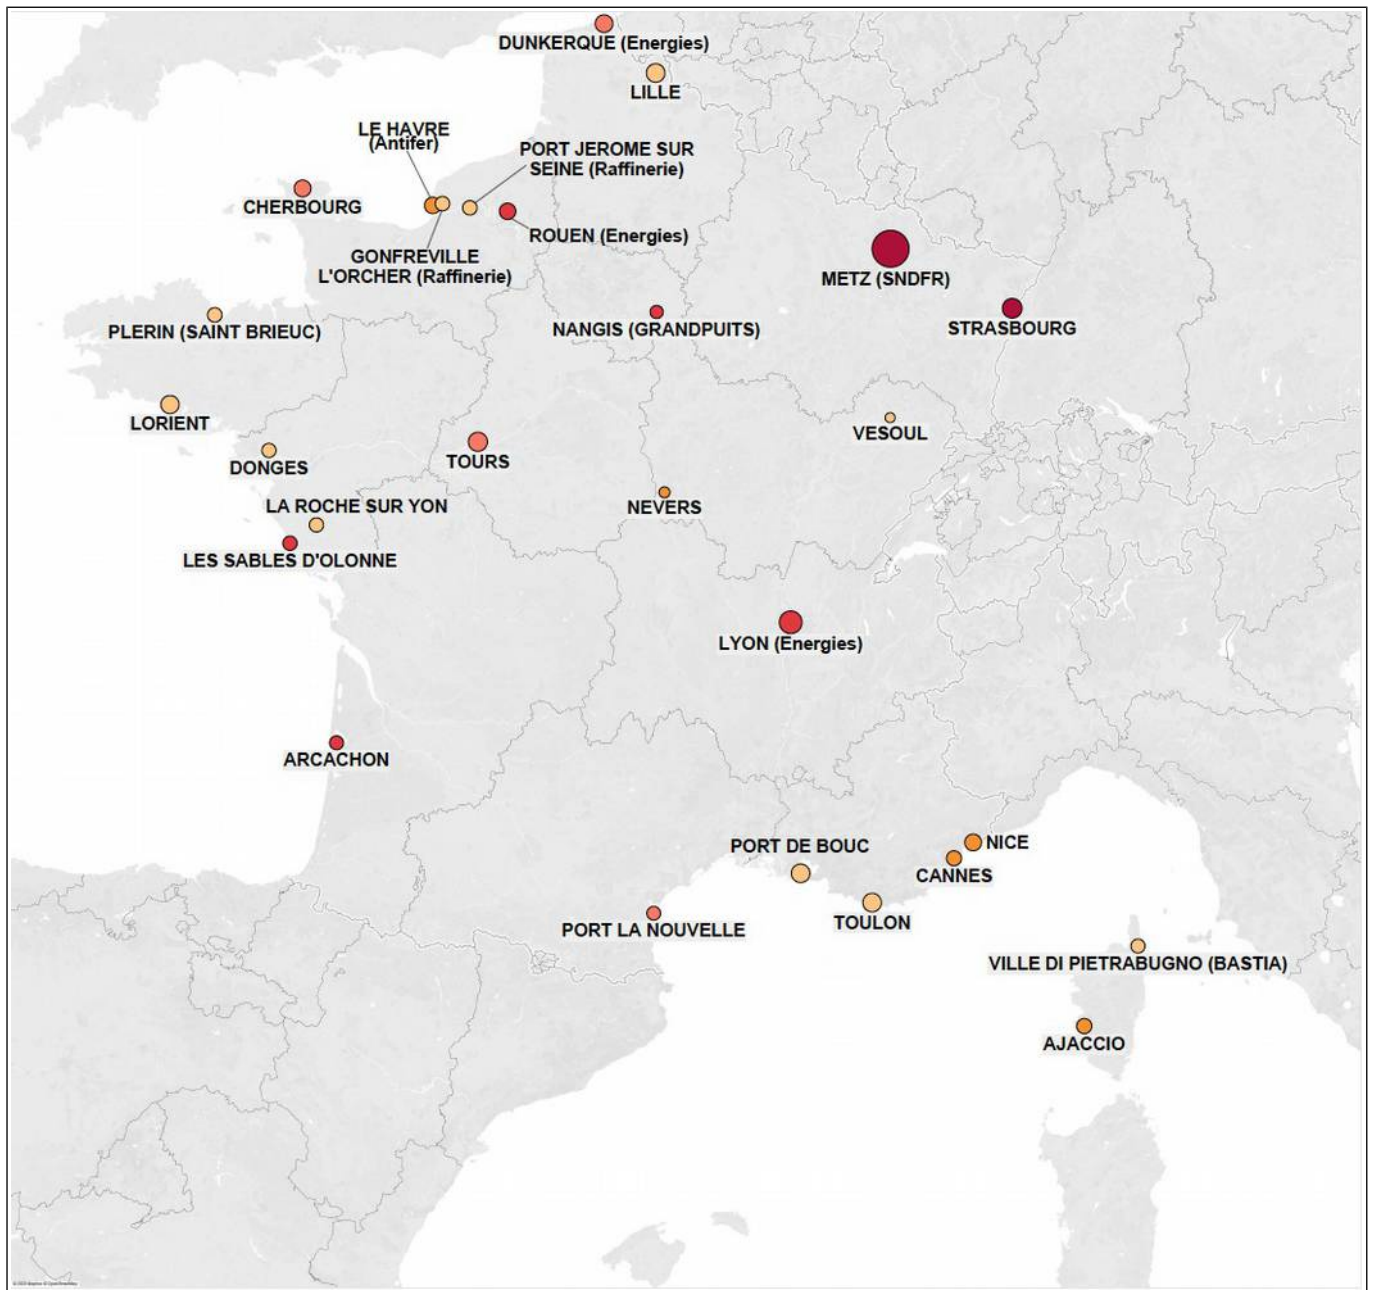 DUNKERQUE (Energies)
LILLE
LE HAVRE
(Antifer)
PORT JEROME SUR
SEINE (Raffinerie)
CHERBOURG
ROUEN (Energies)
GONFREVILLE
L'ORCHER (Raffinerie)
METZ (SNDFR)
STRASBOURG
NANGIS (GRANDPUITS)
PLERIN (SAINT BRIEUC)
LORIENT
VESOUL
DONGES
TOURS
LA ROCHE SUR YON
NEVERS
LES SABLES D'OLONNE
LYON (Energies)
ARCACHON
PORT DE BOUC
NICE
CANNES
TOULON
PORT LA NOUVELLE
VILLE DI PIETRABUGNO (BASTIA)
AJACCIO